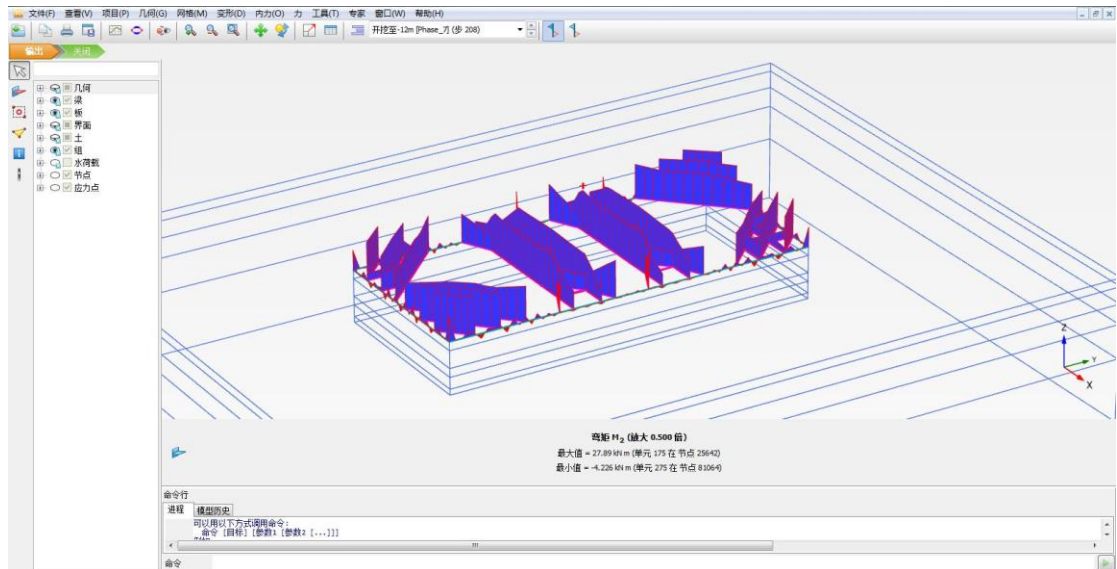 文件(F) 查看(V) 项目(P) 几何(G) 网格(M) 变形(D) 内力(O) 力 工具(T) 专家 窗口(W) 帮助(H)
开挖至-12m [Phase_7] (步 208)
输出 关闭
几何
梁
板
界面
土
组
水荷载
节点
应力点
Z
Y
X
弯矩 M₂ (放大 0.500 倍)
最大值 = 27.89 kN m (单元 175 在 节点 25642)
最小值 = -4.226 kN m (单元 275 在 节点 81064)
命令行
进程 模型历史
可以用以下方式调用命令:
命令 [目标] [参数1 [参数2 [...]]]
命令